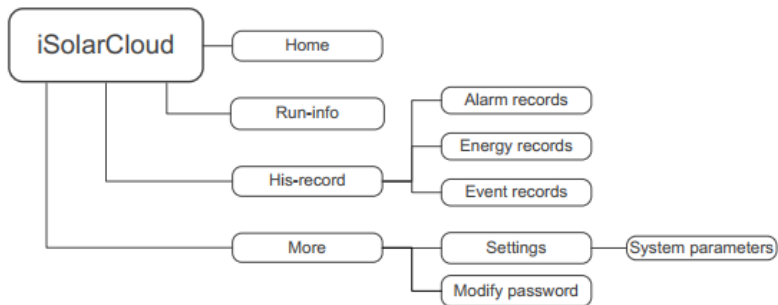 iSolarCloud
Home
Run-info
Alarm records
Energy records
His-record
Event records
More
Settings
System parameters
Modify password